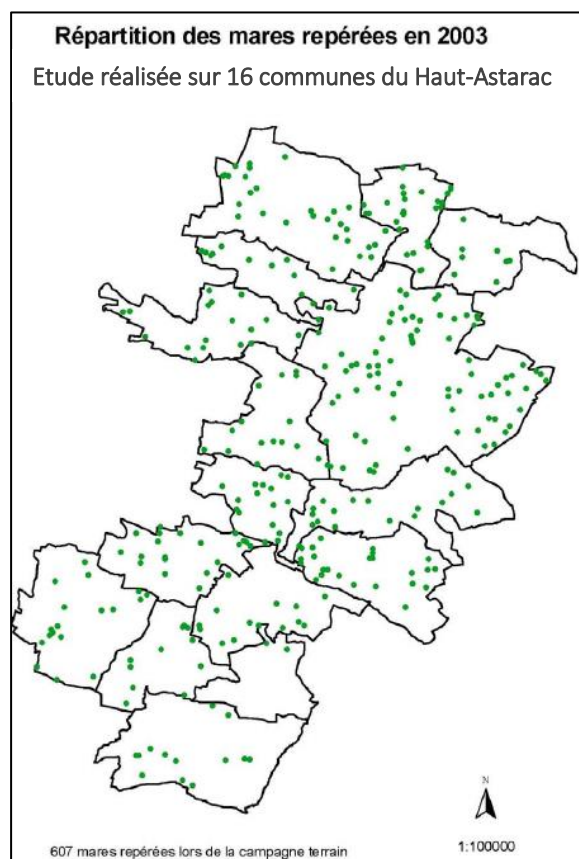 Répartition des mares repérées en 2003
Etude réalisée sur 16 communes du Haut-Astarac
N
607 mares repérées lors de la campagne terrain
1:100000